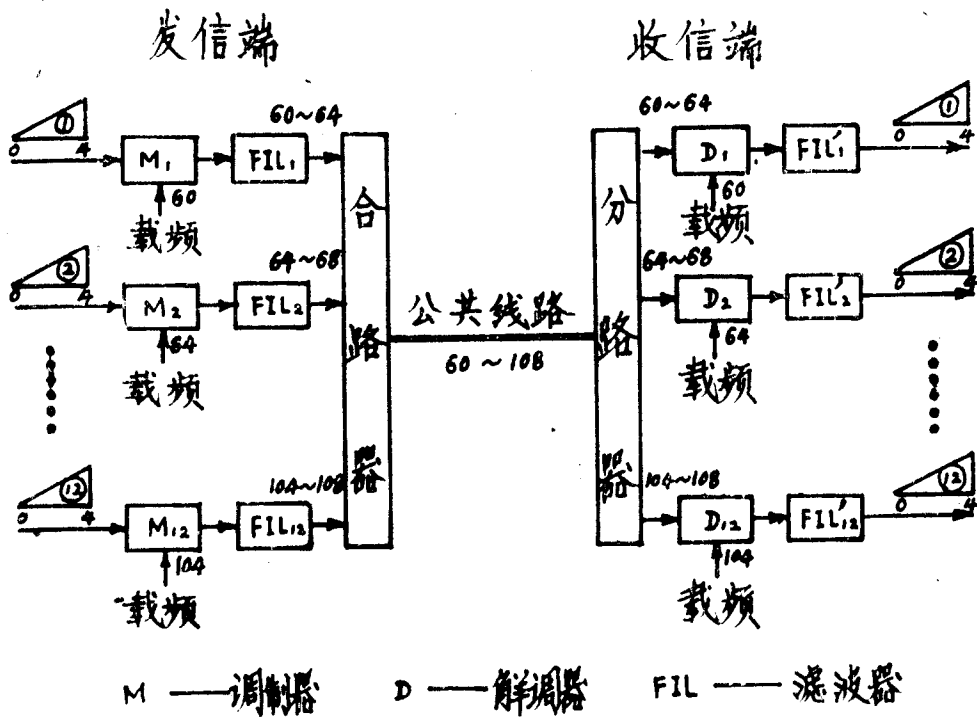 发信端 收信端
① 0 4 M₁ FIL₁ 60~64 60 载频
② 0 4 M₂ FIL₂ 64~68 64 载频
⑫ 0 4 M₁₂ FIL₁₂ 104~108 104 载频
合路器
公共线路
60~108
分路器
60~64 D₁ FIL'₁ ① 0 4 60 载频
64~68 D₂ FIL'₂ ② 0 4 64 载频
104~108 D₁₂ FIL'₁₂ ⑫ 0 4 104 载频
M —— 调制器 D —— 解调器 FIL —— 滤波器